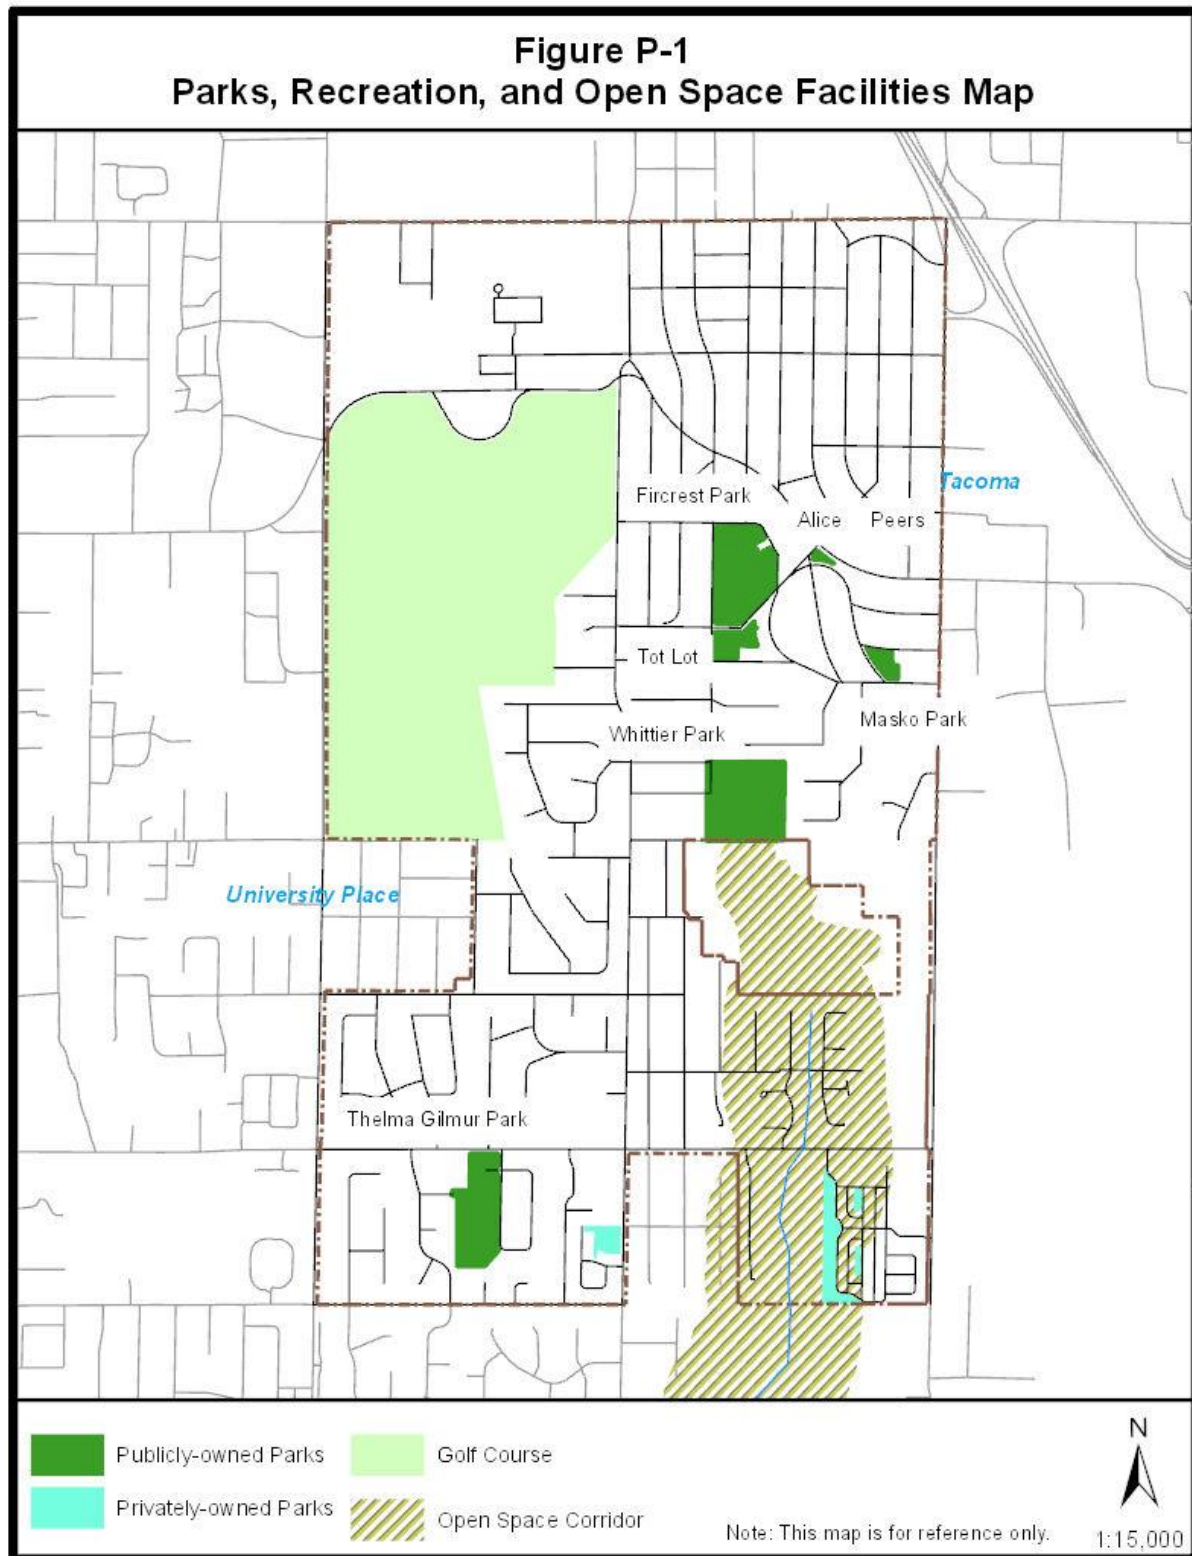 Figure P-1
Parks, Recreation, and Open Space Facilities Map
Tacoma
Fircrest Park
Alice Peers
Tot Lot
Masko Park
Whittier Park
University Place
Thelma Gilmur Park
Publicly-owned Parks
Golf Course
Privately-owned Parks
Open Space Corridor
Note: This map is for reference only.
N
1:15,000